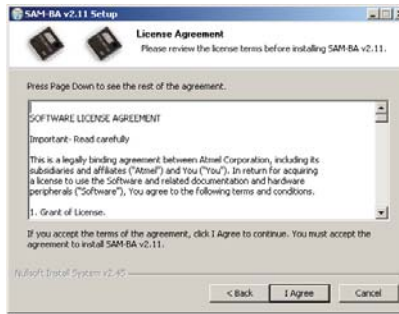 SAM-BA v2.11 Setup
License Agreement
Please review the license terms before installing SAM-BA v2.11.
Press Page Down to see the rest of the agreement.
SOFTWARE LICENSE AGREEMENT
Important- Read carefully
This is a legally binding agreement between Atmel Corporation, including its
subsidiaries and affiliates ("Atmel") and You ("You"). In return for acquiring
a license to use the Software and related documentation and hardware
peripherals ("Software"), You agree to the following terms and conditions.
1. Grant of License.
If you accept the terms of the agreement, click I Agree to continue. You must accept the
agreement to install SAM-BA v2.11.
Nullsoft Install System v2.45
< Back
I Agree
Cancel